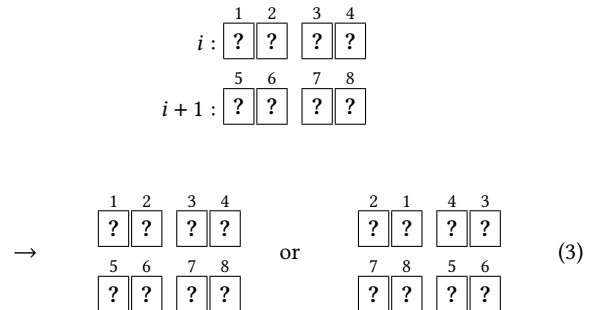 1 2 3 4
i : ? ? ? ?
5 6 7 8
i + 1 : ? ? ? ?
1 2 3 4 2 1 4 3
? ? ? ? ? ? ? ?
→ or (3)
5 6 7 8 7 8 5 6
? ? ? ? ? ? ? ?